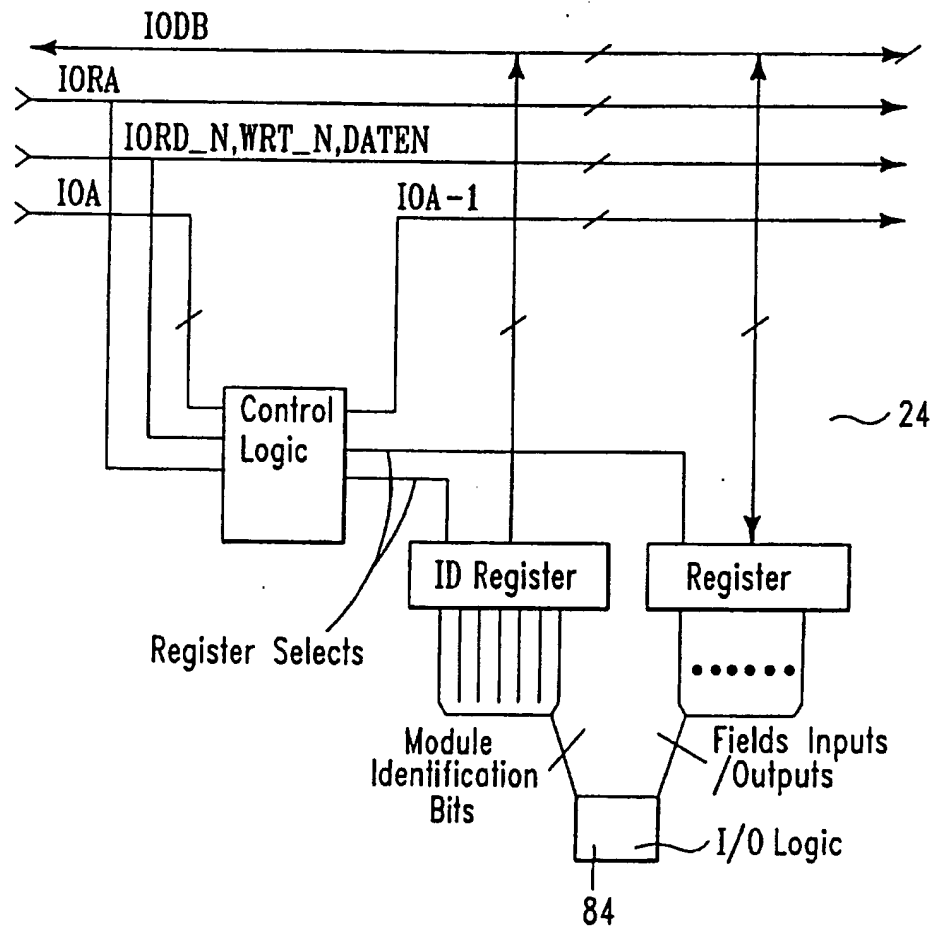 IODB
IORA
IORD_N,WRT_N,DATEN
IOA
IOA-1
Control
Logic
24
ID Register
Register
Register Selects
Module
Identification
Bits
Fields Inputs
/Outputs
I/O Logic
84